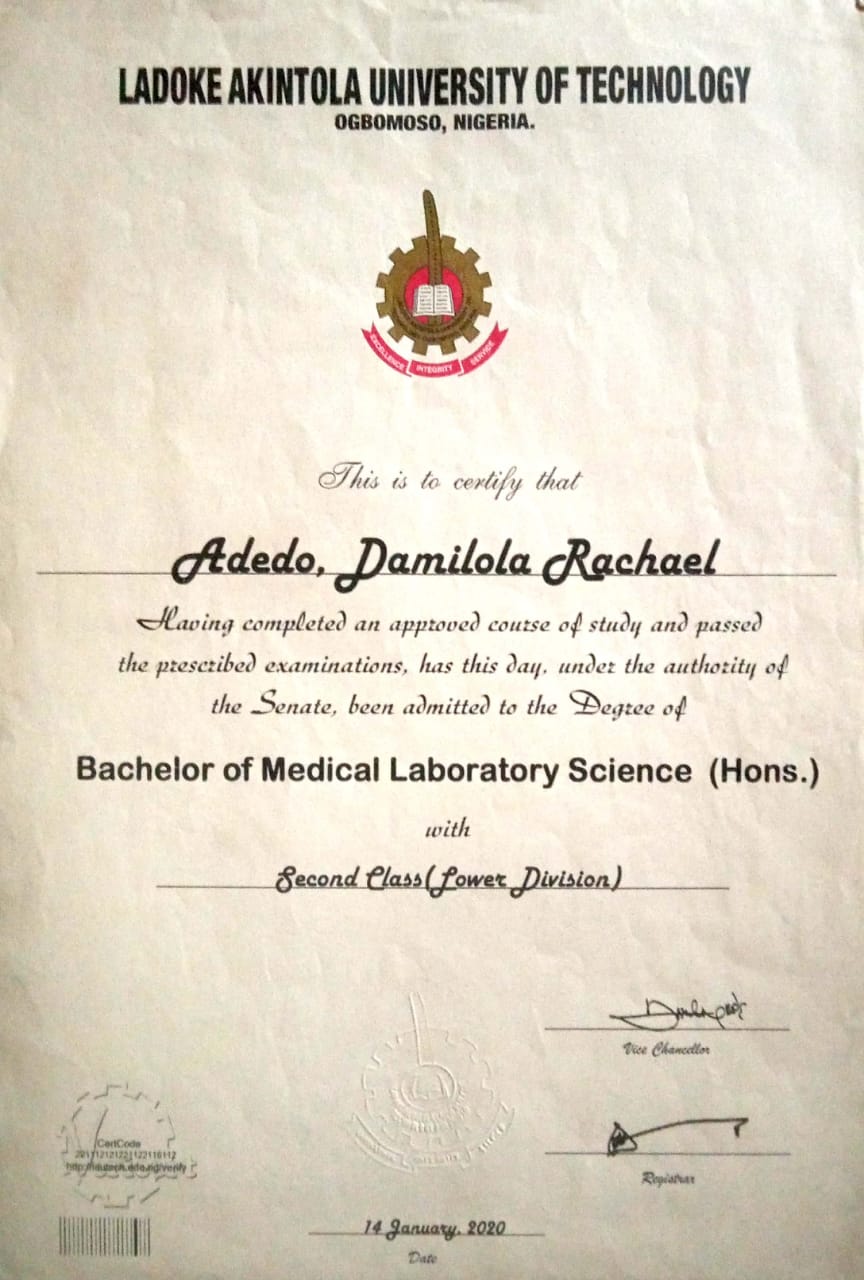 LADOKE AKINTOLA UNIVERSITY OF TECHNOLOGY
OGBOMOSO, NIGERIA.
EXCELLENCE INTEGRITY SERVICE
This is to certify that
Adedo, Damilola Rachael
Having completed an approved course of study and passed
the prescribed examinations, has this day, under the authority of
the Senate, been admitted to the Degree of
Bachelor of Medical Laboratory Science (Hons.)
with
Second Class(Lower Division)
Vice Chancellor
Registrar
CertCode
14 January, 2020
Date